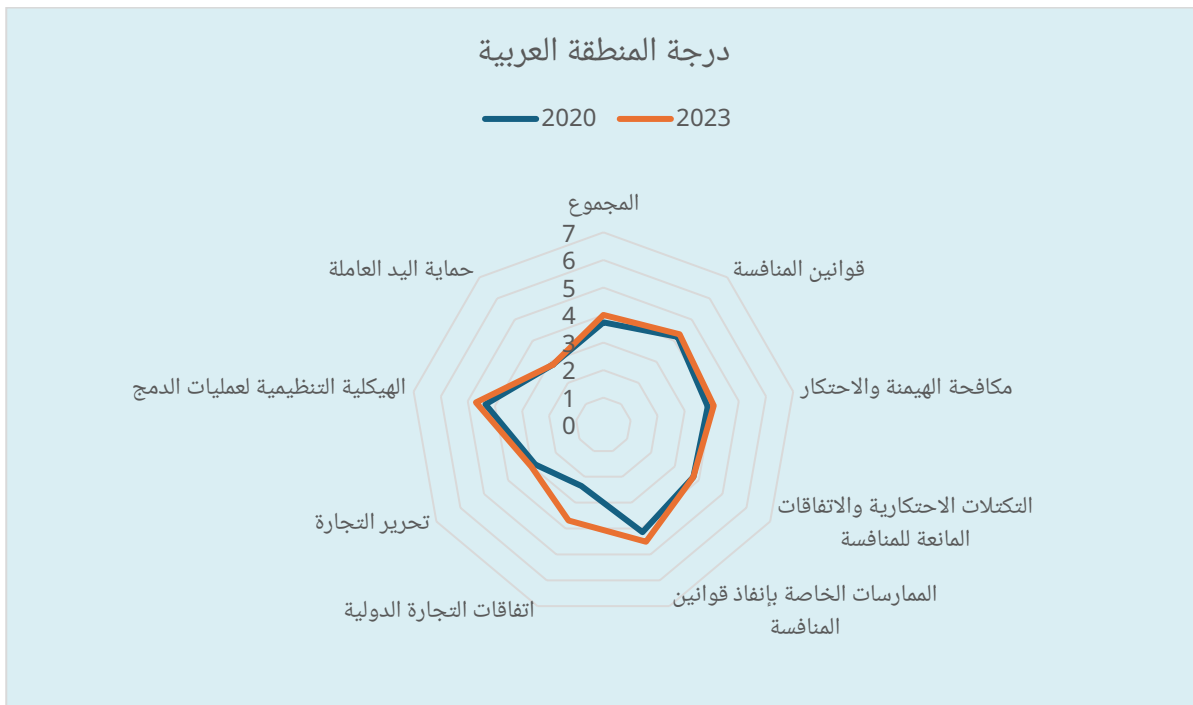 درجة المنطقة العربية
2020 2023
المجموع
7
6
5
4
3
2
1
0
قوانين المنافسة
مكافحة الهيمنة والاحتكار
التكتلات الاحتكارية والاتفاقات
المانعة للمنافسة
الممارسات الخاصة بإنفاذ قوانين
المنافسة
اتفاقات التجارة الدولية
تحرير التجارة
الهيكلية التنظيمية لعمليات الدمج
حماية اليد العاملة